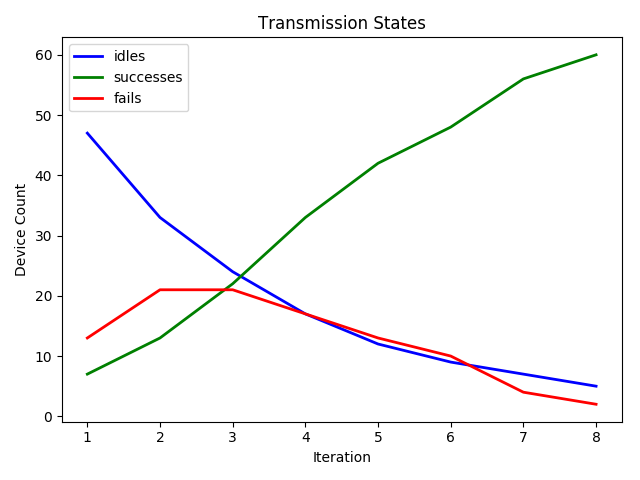 Transmission States
idles
successes
fails
Device Count
60
50
40
30
20
10
0
1 2 3 4 5 6 7 8
Iteration